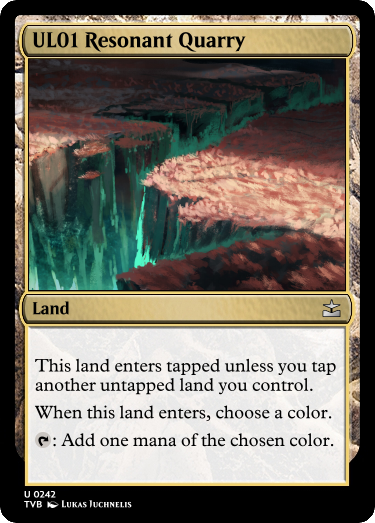 UL01 Resonant Quarry
Land
This land enters tapped unless you tap
another untapped land you control.
When this land enters, choose a color.
: Add one mana of the chosen color.
U 0242
TVB Lukas Iuchnelis